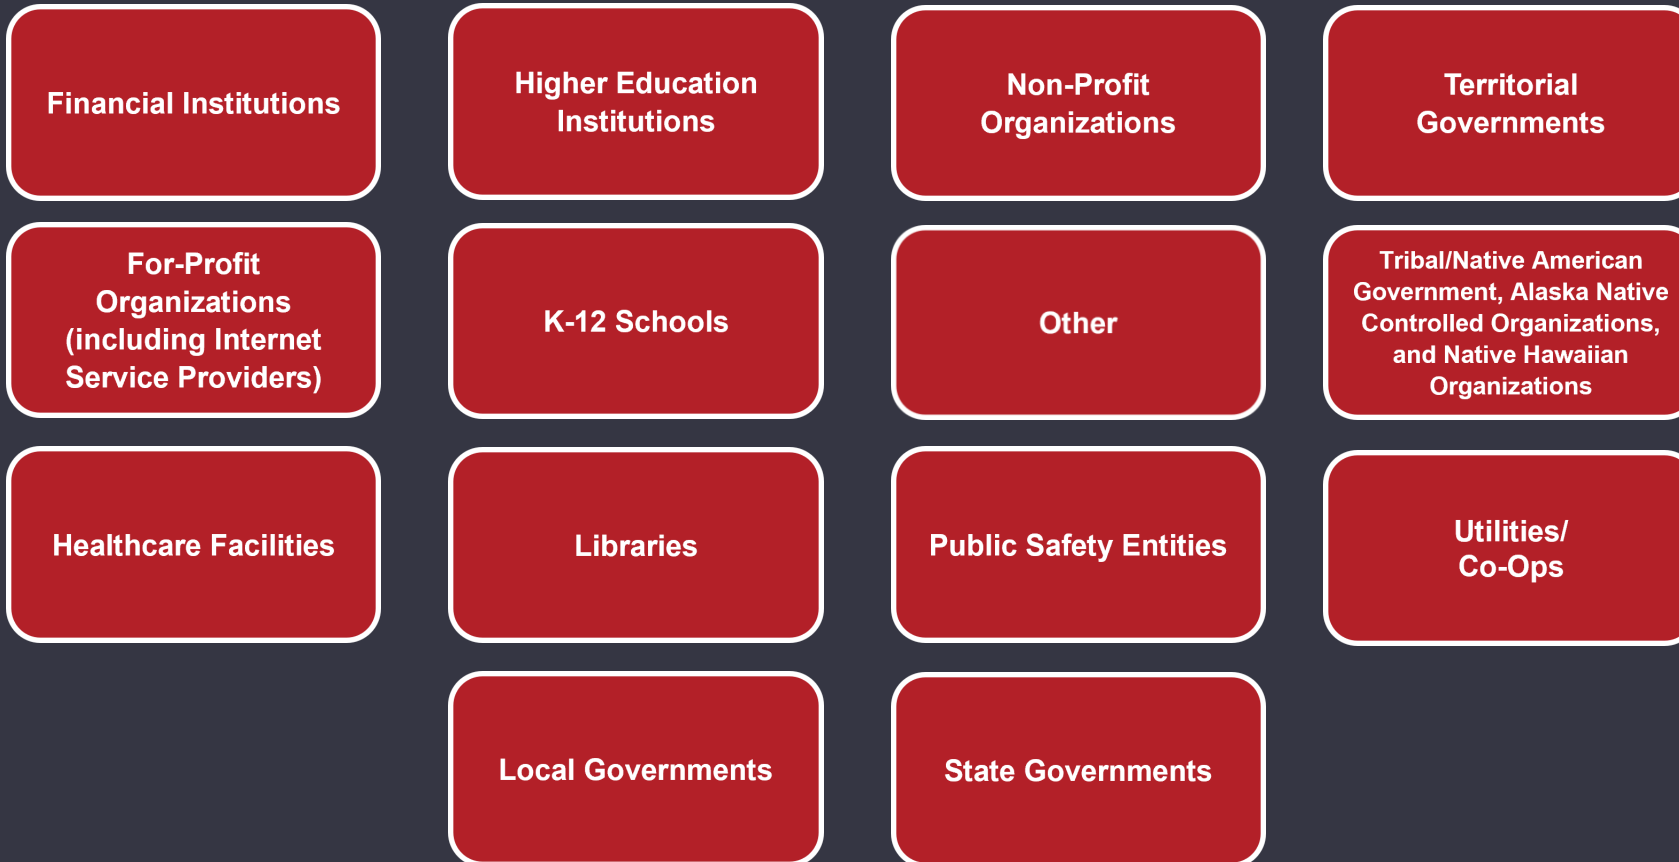 Financial Institutions
Higher Education
Institutions
Non-Profit
Organizations
Territorial
Governments
For-Profit
Organizations
(including Internet
Service Providers)
K-12 Schools
Other
Tribal/Native American
Government, Alaska Native
Controlled Organizations,
and Native Hawaiian
Organizations
Healthcare Facilities
Libraries
Public Safety Entities
Utilities/
Co-Ops
Local Governments
State Governments